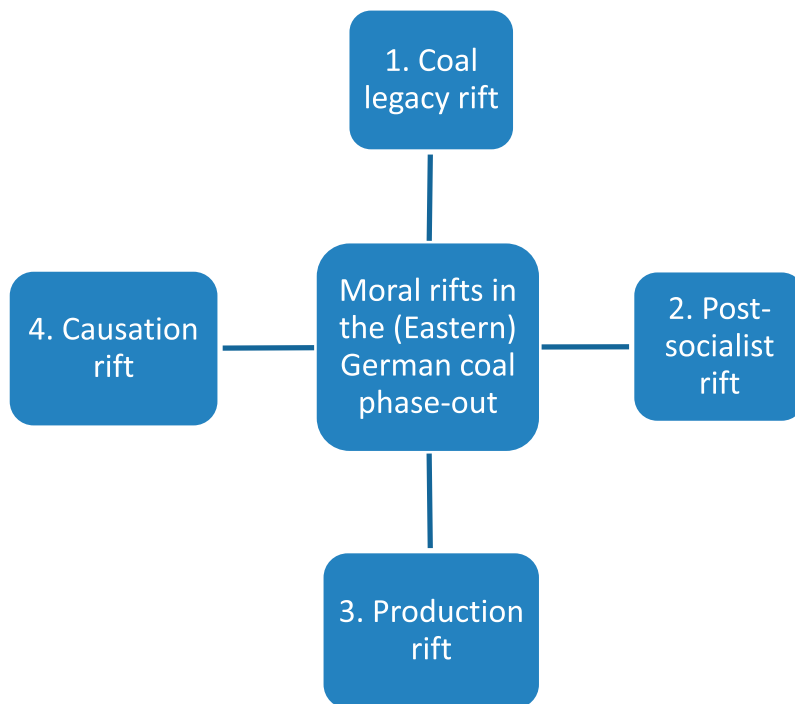 1. Coal
legacy rift
Moral rifts in
the (Eastern)
German coal
phase-out
2. Post-
socialist
rift
3. Production
rift
4. Causation
rift